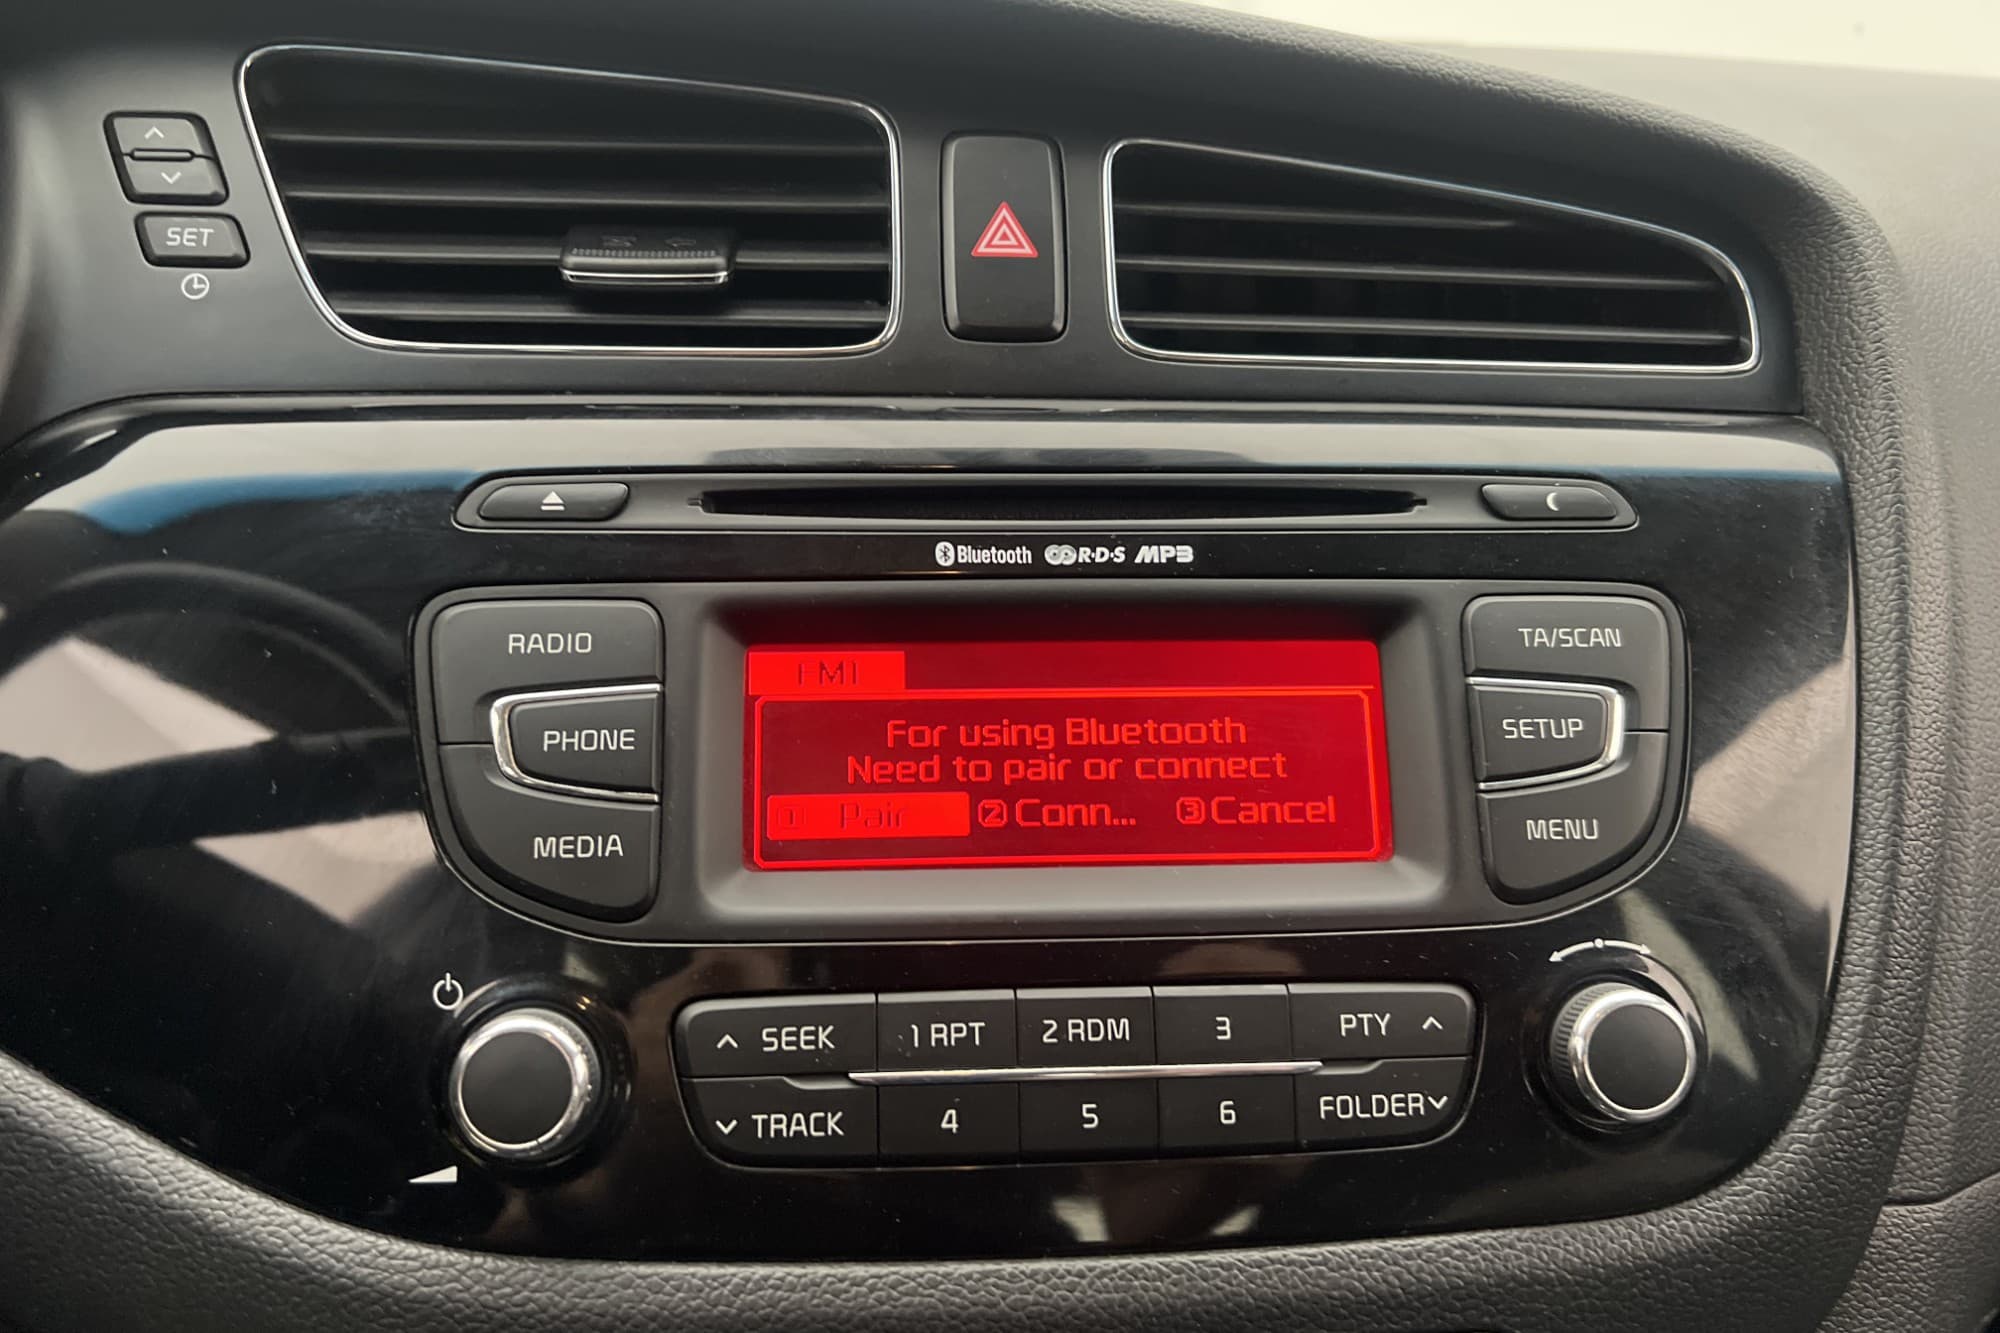 SET
Bluetooth R·D·S MP3
RADIO
PHONE
MEDIA
FM1
For using Bluetooth
Need to pair or connect
1 Pair 2 Conn... 3 Cancel
TA/SCAN
SETUP
MENU
SEEK 1 RPT 2 RDM 3 PTY
TRACK 4 5 6 FOLDER